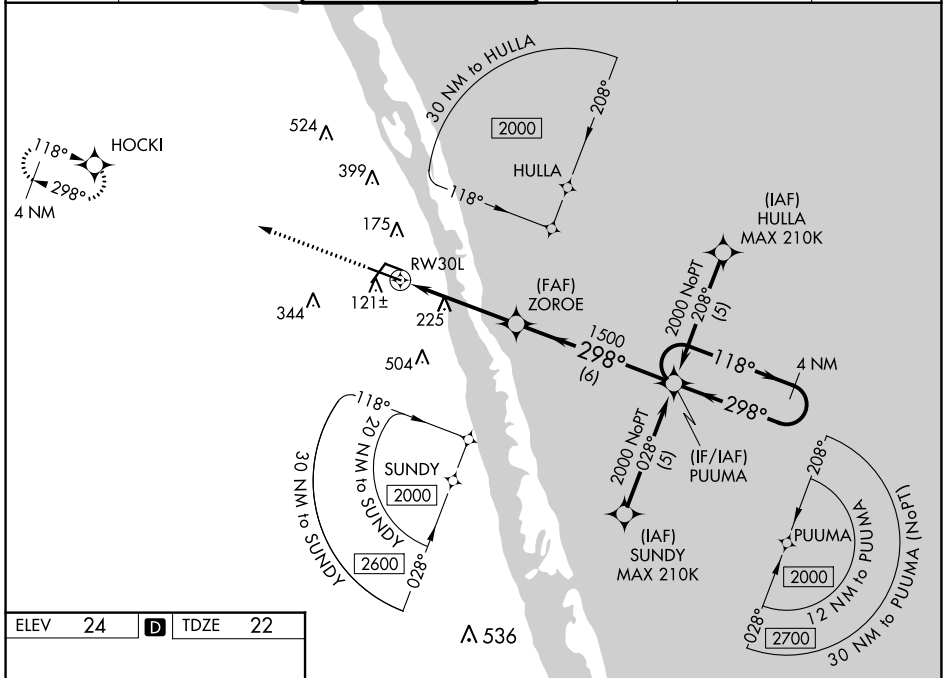 30 NM to HULLA
208°
2000
HULLA
118°
524
399
175
HOCKI
118°
298°
4 NM
RW30L
344
121±
225
504
(FAF)
ZOROE
1500
298°
(6)
(IAF)
HULLA
MAX 210K
2000 NoPT
208°
(5)
118°
4 NM
298°
(IF/IAF)
PUUMA
2000 NoPT
028°
(5)
(IAF)
SUNDY
MAX 210K
118°
20 NM to SUNDY
30 NM to SUNDY
SUNDY
2000
2600
028°
208°
PUUMA
2000
12 NM to PUUMA
2700
30 NM to PUUMA (NoPT)
028°
536
ELEV 24 D TDZE 22